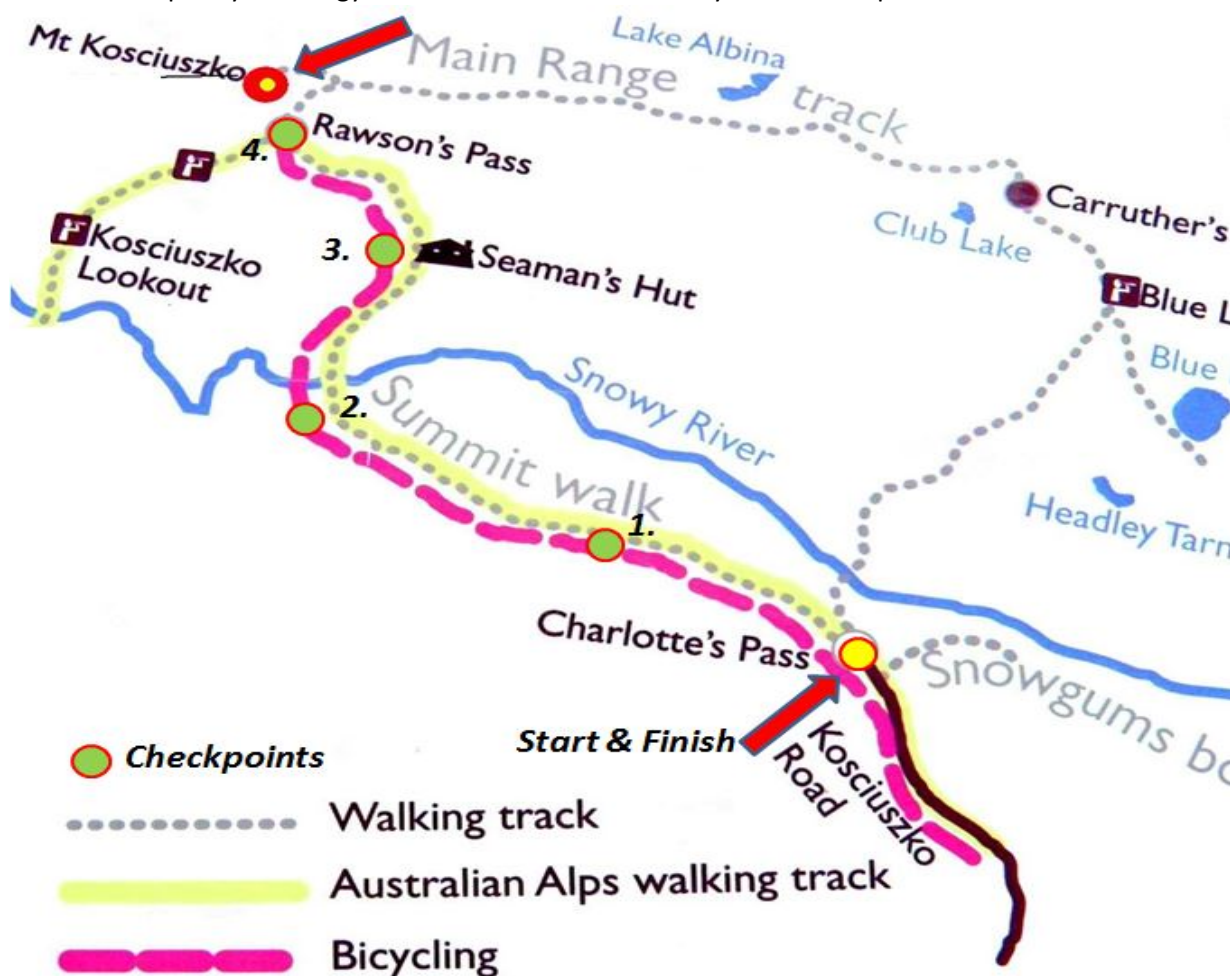 Mt Kosciuszko
Main Range track
Lake Albina
4.
Rawson's Pass
Carruther's
Club Lake
3.
Seaman's Hut
Kosciuszko
Lookout
Blue
Blue
2.
Summit walk
Snowy River
Headley Tarn
1.
Charlotte's Pass
Snowgums
Start & Finish
Kosciuszko
Road
Checkpoints
Walking track
Australian Alps walking track
Bicycling